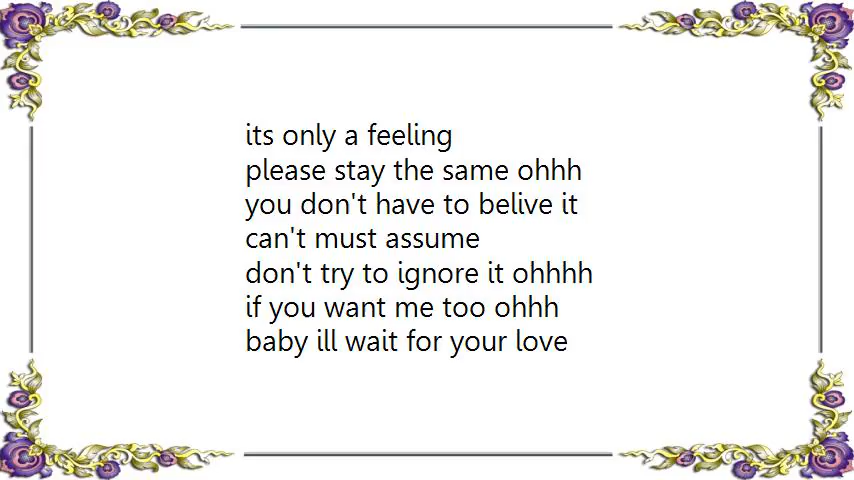 its only a feeling
please stay the same ohhh
you don't have to belive it
can't must assume
don't try to ignore it ohhhh
if you want me too ohhh
baby ill wait for your love